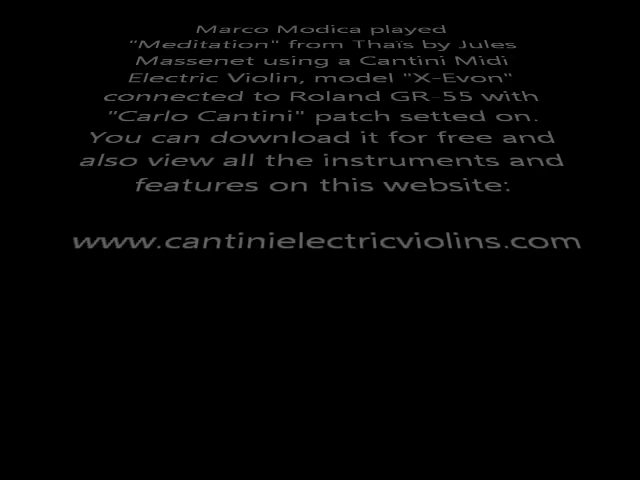 Marco Modica played
"Meditation" from Thaïs by Jules
Massenet using a Cantini Midi
Electric Violin, model "X-Evon"
connected to Roland GR-55 with
"Carlo Cantini" patch setted on.
You can download it for free and
also view all the instruments and
features on this website:
www.cantinielectricviolins.com